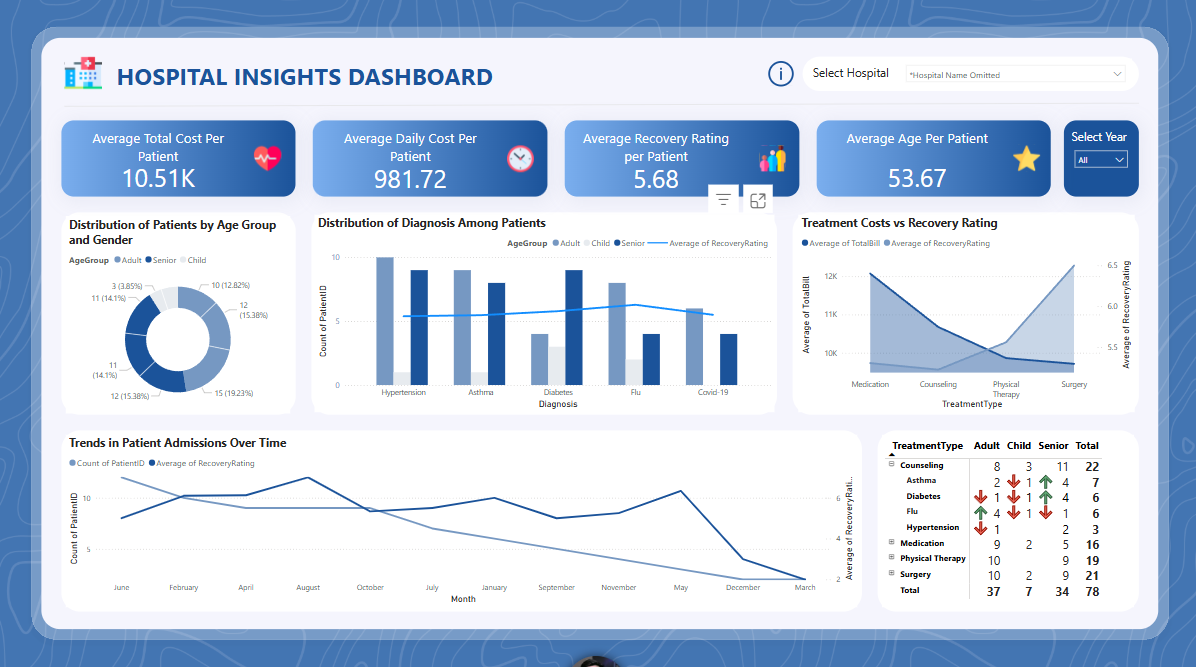 HOSPITAL INSIGHTS DASHBOARD
i
Select Hospital
*Hospital Name Omitted
Average Total Cost Per
Patient
10.51K
Average Daily Cost Per
Patient
981.72
Average Recovery Rating
per Patient
5.68
Average Age Per Patient
53.67
Select Year
All
Distribution of Patients by Age Group
and Gender
AgeGroup Adult Senior Child
3 (3.85%)
10 (12.82%)
11 (14.1%)
12
(15.38%)
11
(14.1%)
12 (15.38%)
15 (19.23%)
Distribution of Diagnosis Among Patients
AgeGroup Adult Child Senior Average of RecoveryRating
Count of PatientID
10
5
0
Hypertension Asthma Diabetes Flu Covid-19
Diagnosis
Treatment Costs vs Recovery Rating
Average of TotalBill Average of RecoveryRating
Average of TotalBill
12K
11K
10K
6.5
6.0
5.5
Average of RecoveryRating
Medication Counseling Physical Surgery
Therapy
TreatmentType
Trends in Patient Admissions Over Time
Count of PatientID Average of RecoveryRating
Count of PatientID
10
5
6
4
2
Average of RecoveryRati...
June February April August October July January September November May December March
Month
TreatmentType Adult Child Senior Total
Counseling 8 3 11 22
Asthma 2 1 4 7
Diabetes 1 1 4 6
Flu 4 1 1 6
Hypertension 1 2 3
Medication 9 2 5 16
Physical Therapy 10 9 19
Surgery 10 2 9 21
Total 37 7 34 78